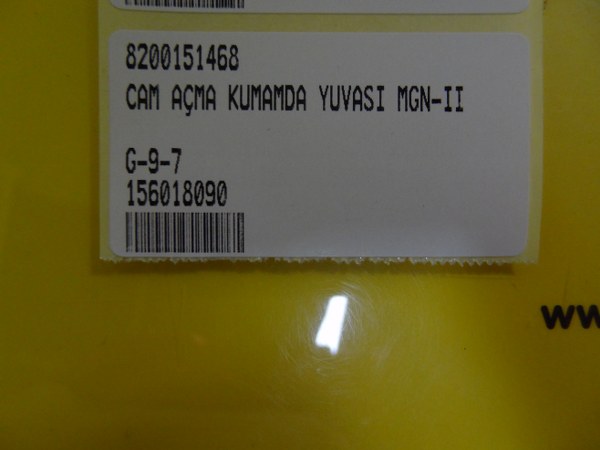 8200151468
CAM AÇMA KUMAMDA YUVASI MGN-II
G-9-7
156018090